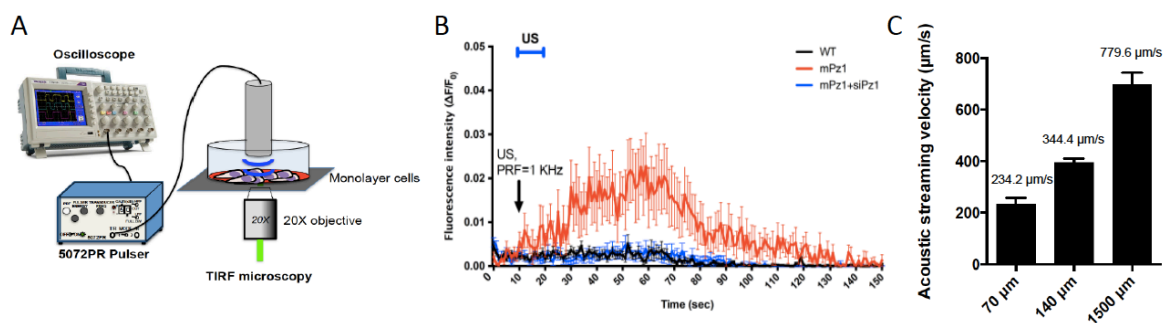 A
Oscilloscope
5072PR Pulser
Monolayer cells
20X
20X objective
TIRF microscopy
B
US
WT
mPz1
mPz1+siPz1
US,
PRF=1 KHz
Fluorescence intensity (ΔF/F₀)
0.05
0.04
0.03
0.02
0.01
0.00
0 10 20 30 40 50 60 70 80 90 100 110 120 130 140 150
Time (sec)
C
Acoustic streaming velocity (μm/s)
800
600
400
200
0
234.2 μm/s
344.4 μm/s
779.6 μm/s
70 μm
140 μm
1500 μm